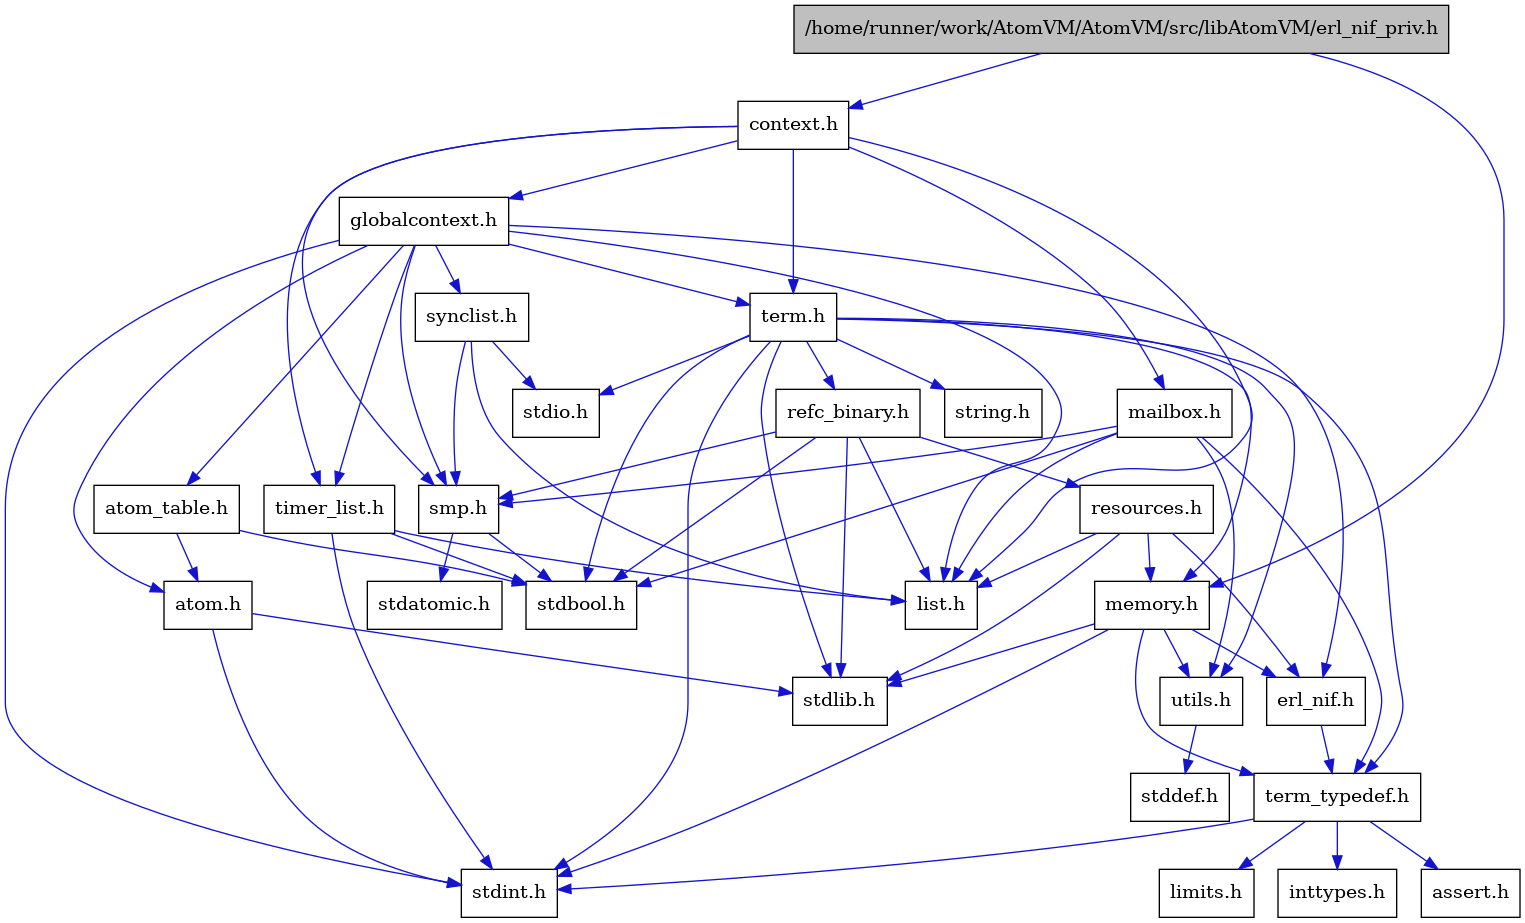 /home/runner/work/AtomVM/AtomVM/src/libAtomVM/erl_nif_priv.h
context.h
globalcontext.h
synclist.h
term.h
stdio.h
refc_binary.h
string.h
mailbox.h
atom_table.h
timer_list.h
smp.h
resources.h
atom.h
stdatomic.h
stdbool.h
list.h
memory.h
stdlib.h
utils.h
erl_nif.h
stddef.h
term_typedef.h
stdint.h
limits.h
inttypes.h
assert.h